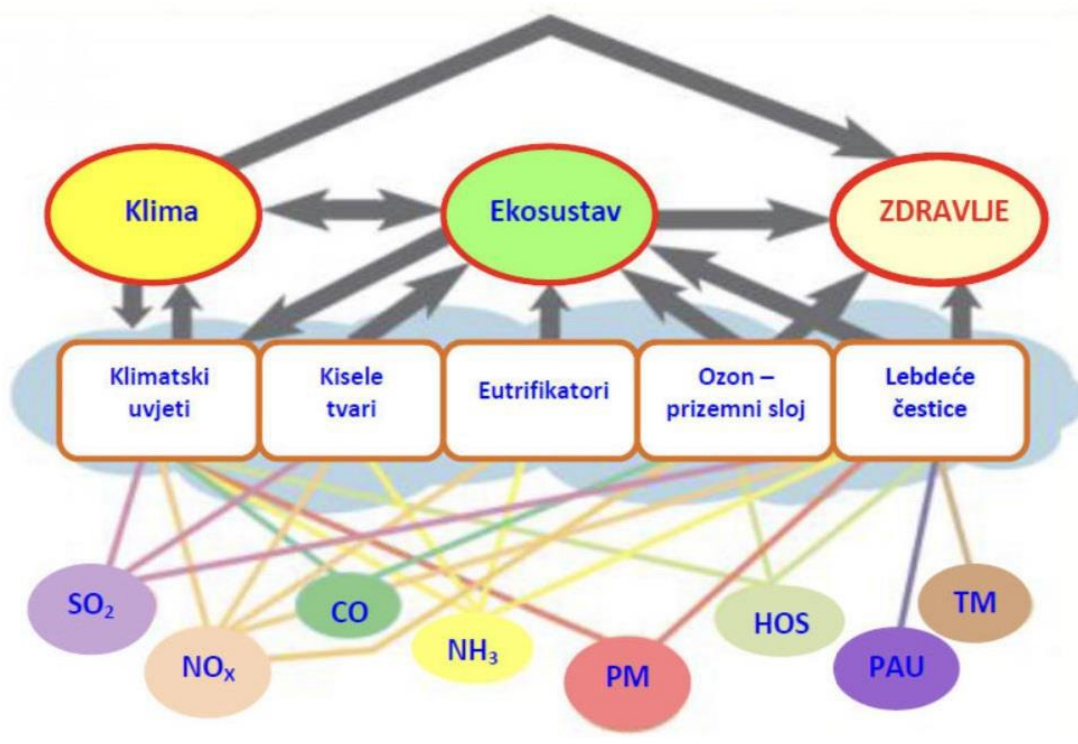 Klima
Ekosustav
ZDRAVLJE
Klimatski
uvjeti
Kisele
tvari
Eutrifikatori
Ozon –
prizemni sloj
Lebdeće
čestice
SO₂
NOₓ
CO
NH₃
PM
HOS
PAU
TM